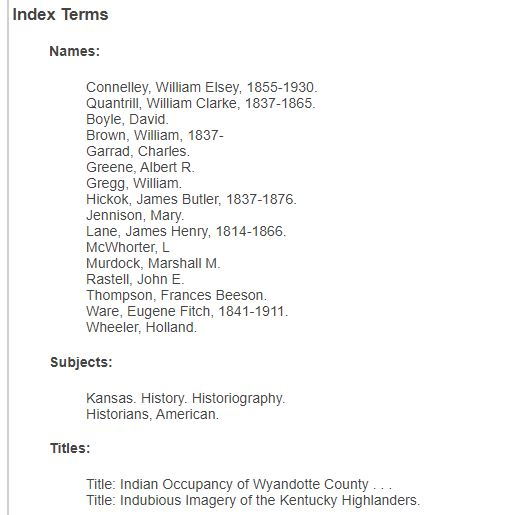 Index Terms
Names:
Connelley, William Elsey, 1855-1930.
Quantrill, William Clarke, 1837-1865.
Boyle, David.
Brown, William, 1837-
Garrad, Charles.
Greene, Albert R.
Gregg, William.
Hickok, James Butler, 1837-1876.
Jennison, Mary.
Lane, James Henry, 1814-1866.
McWhorter, L
Murdock, Marshall M.
Rastell, John E.
Thompson, Frances Beeson.
Ware, Eugene Fitch, 1841-1911.
Wheeler, Holland.
Subjects:
Kansas. History. Historiography.
Historians, American.
Titles:
Title: Indian Occupancy of Wyandotte County . . .
Title: Indubious Imagery of the Kentucky Highlanders.